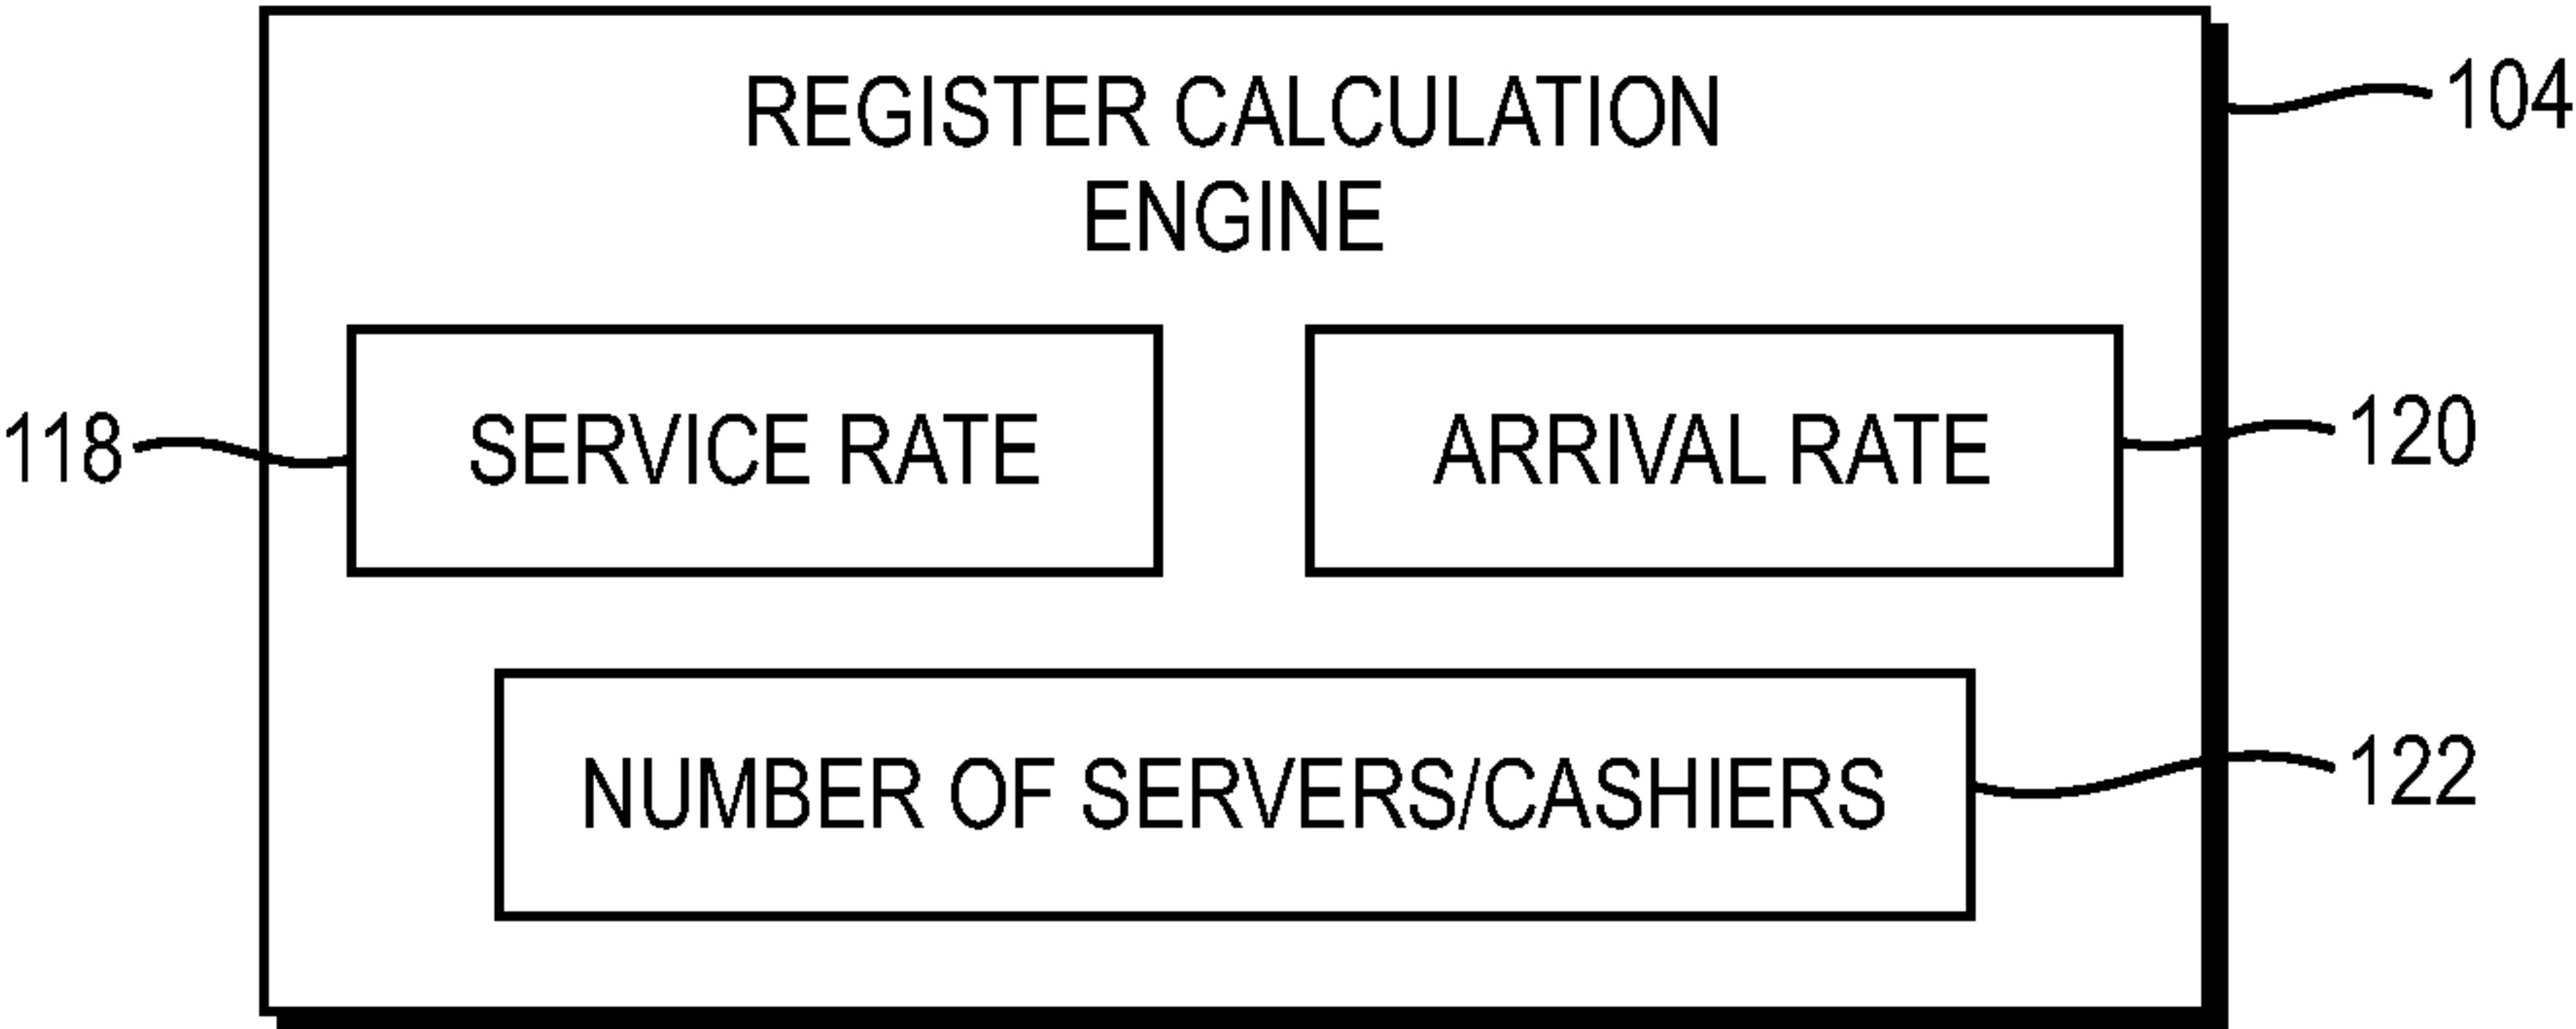 REGISTER CALCULATION
ENGINE
104
SERVICE RATE
ARRIVAL RATE
118
120
NUMBER OF SERVERS/CASHIERS
122